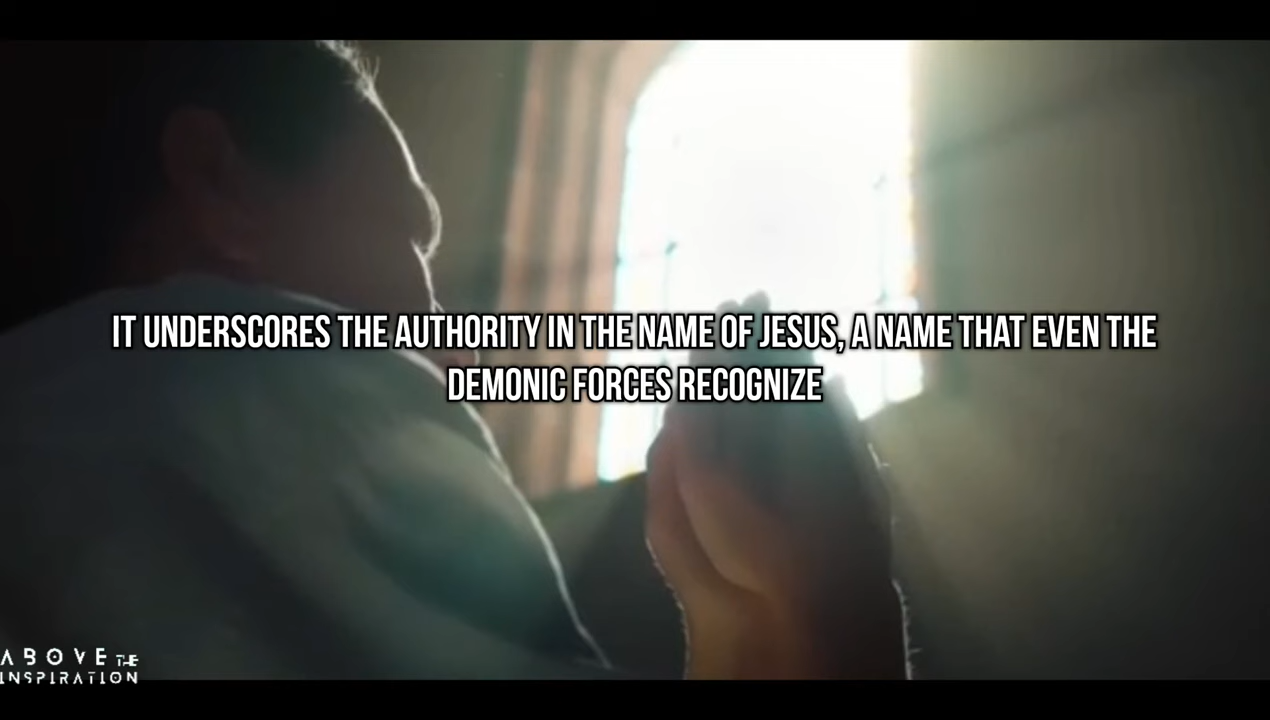 IT UNDERSCORES THE AUTHORITY IN THE NAME OF JESUS, A NAME THAT EVEN THE
DEMONIC FORCES RECOGNIZE
ABOVE THE
INSPIRATION